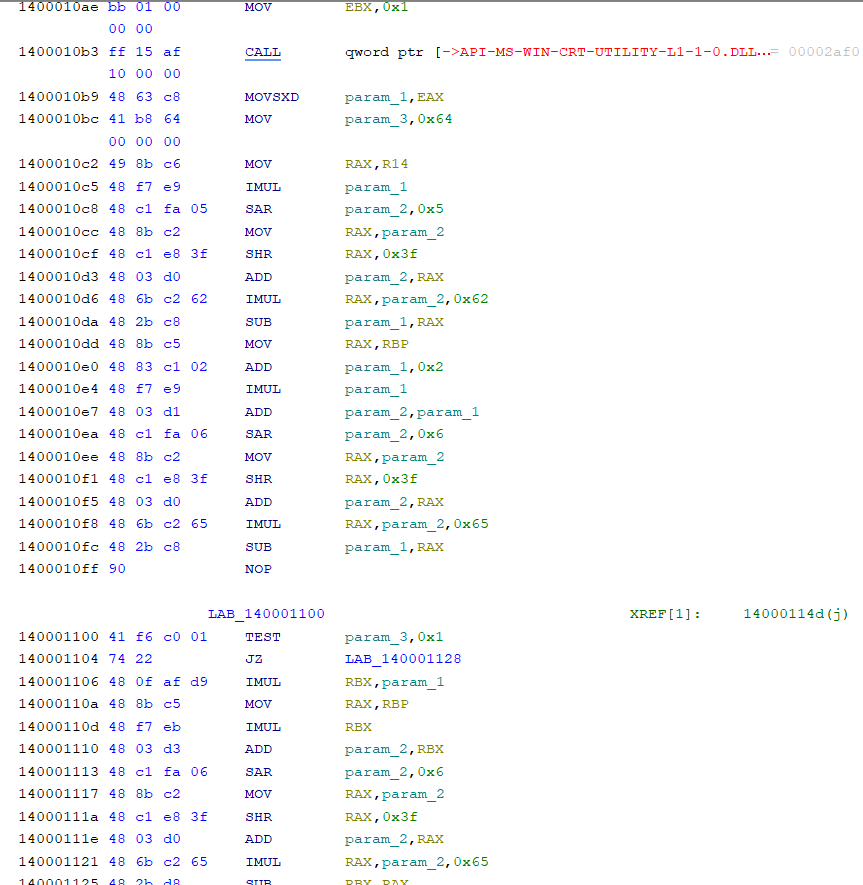 1400010ae bb 01 00 MOV EBX,0x1
00 00
1400010b3 ff 15 af CALL qword ptr [->API-MS-WIN-CRT-UTILITY-L1-1-0.DLL... = 00002af0
10 00 00
1400010b9 48 63 c8 MOVSXD param_1,EAX
1400010bc 41 b8 64 MOV param_3,0x64
00 00 00
1400010c2 49 8b c6 MOV RAX,R14
1400010c5 48 f7 e9 IMUL param_1
1400010c8 48 c1 fa 05 SAR param_2,0x5
1400010cc 48 8b c2 MOV RAX,param_2
1400010cf 48 c1 e8 3f SHR RAX,0x3f
1400010d3 48 03 d0 ADD param_2,RAX
1400010d6 48 6b c2 62 IMUL RAX,param_2,0x62
1400010da 48 2b c8 SUB param_1,RAX
1400010dd 48 8b c5 MOV RAX,RBP
1400010e0 48 83 c1 02 ADD param_1,0x2
1400010e4 48 f7 e9 IMUL param_1
1400010e7 48 03 d1 ADD param_2,param_1
1400010ea 48 c1 fa 06 SAR param_2,0x6
1400010ee 48 8b c2 MOV RAX,param_2
1400010f1 48 c1 e8 3f SHR RAX,0x3f
1400010f5 48 03 d0 ADD param_2,RAX
1400010f8 48 6b c2 65 IMUL RAX,param_2,0x65
1400010fc 48 2b c8 SUB param_1,RAX
1400010ff 90 NOP
LAB_140001100 XREF[1]: 14000114d(j)
140001100 41 f6 c0 01 TEST param_3,0x1
140001104 74 22 JZ LAB_140001128
140001106 48 0f af d9 IMUL RBX,param_1
14000110a 48 8b c5 MOV RAX,RBP
14000110d 48 f7 eb IMUL RBX
140001110 48 03 d3 ADD param_2,RBX
140001113 48 c1 fa 06 SAR param_2,0x6
140001117 48 8b c2 MOV RAX,param_2
14000111a 48 c1 e8 3f SHR RAX,0x3f
14000111e 48 03 d0 ADD param_2,RAX
140001121 48 6b c2 65 IMUL RAX,param_2,0x65
140001125 48 2b d8 SUB RBX,RAX